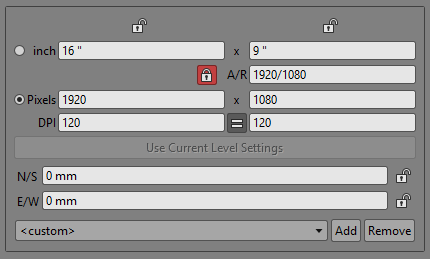 inch 16 " x 9 "
A/R 1920/1080
Pixels 1920 x 1080
DPI 120 120
Use Current Level Settings
N/S 0 mm
E/W 0 mm
<custom> Add Remove